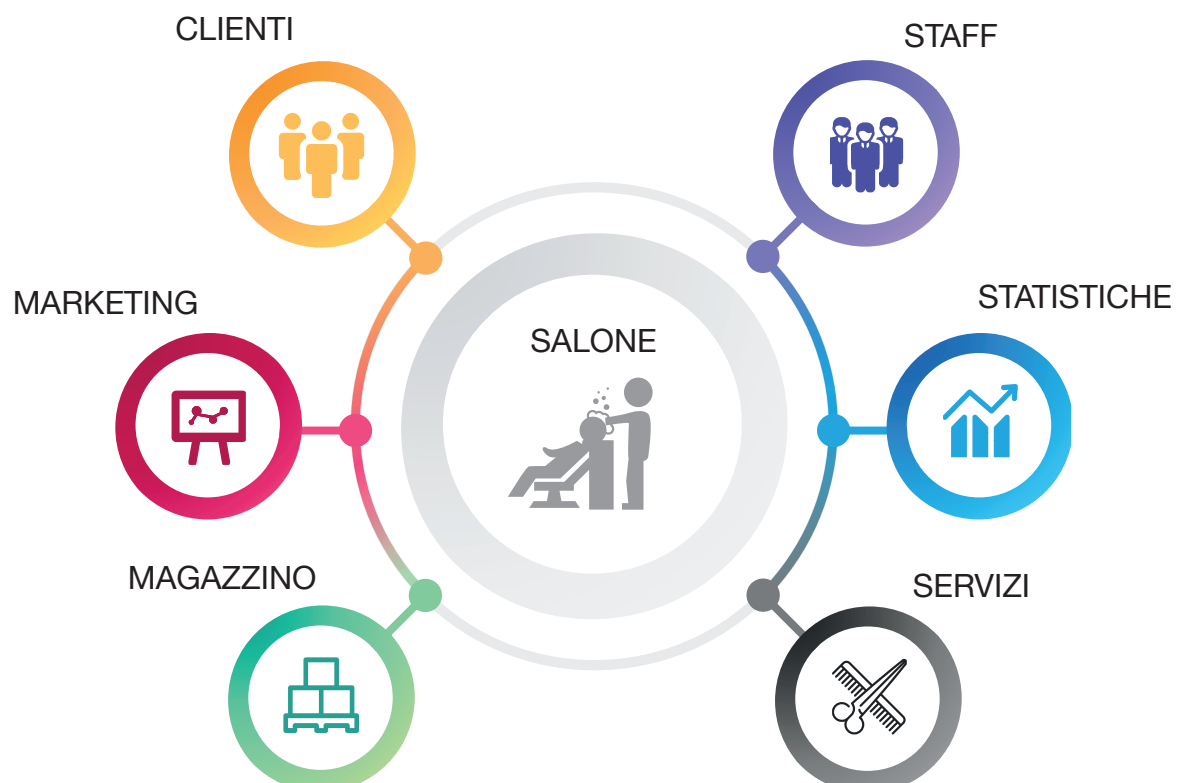 CLIENTI
STAFF
MARKETING
STATISTICHE
SALONE
MAGAZZINO
SERVIZI